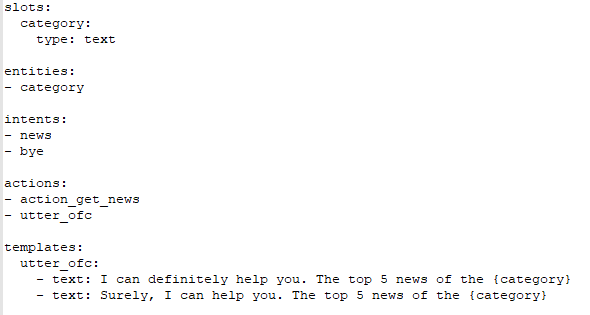 slots:
  category:
    type: text

entities:
- category

intents:
- news
- bye

actions:
- action_get_news
- utter_ofc

templates:
  utter_ofc:
    - text: I can definitely help you. The top 5 news of the {category}
    - text: Surely, I can help you. The top 5 news of the {category}